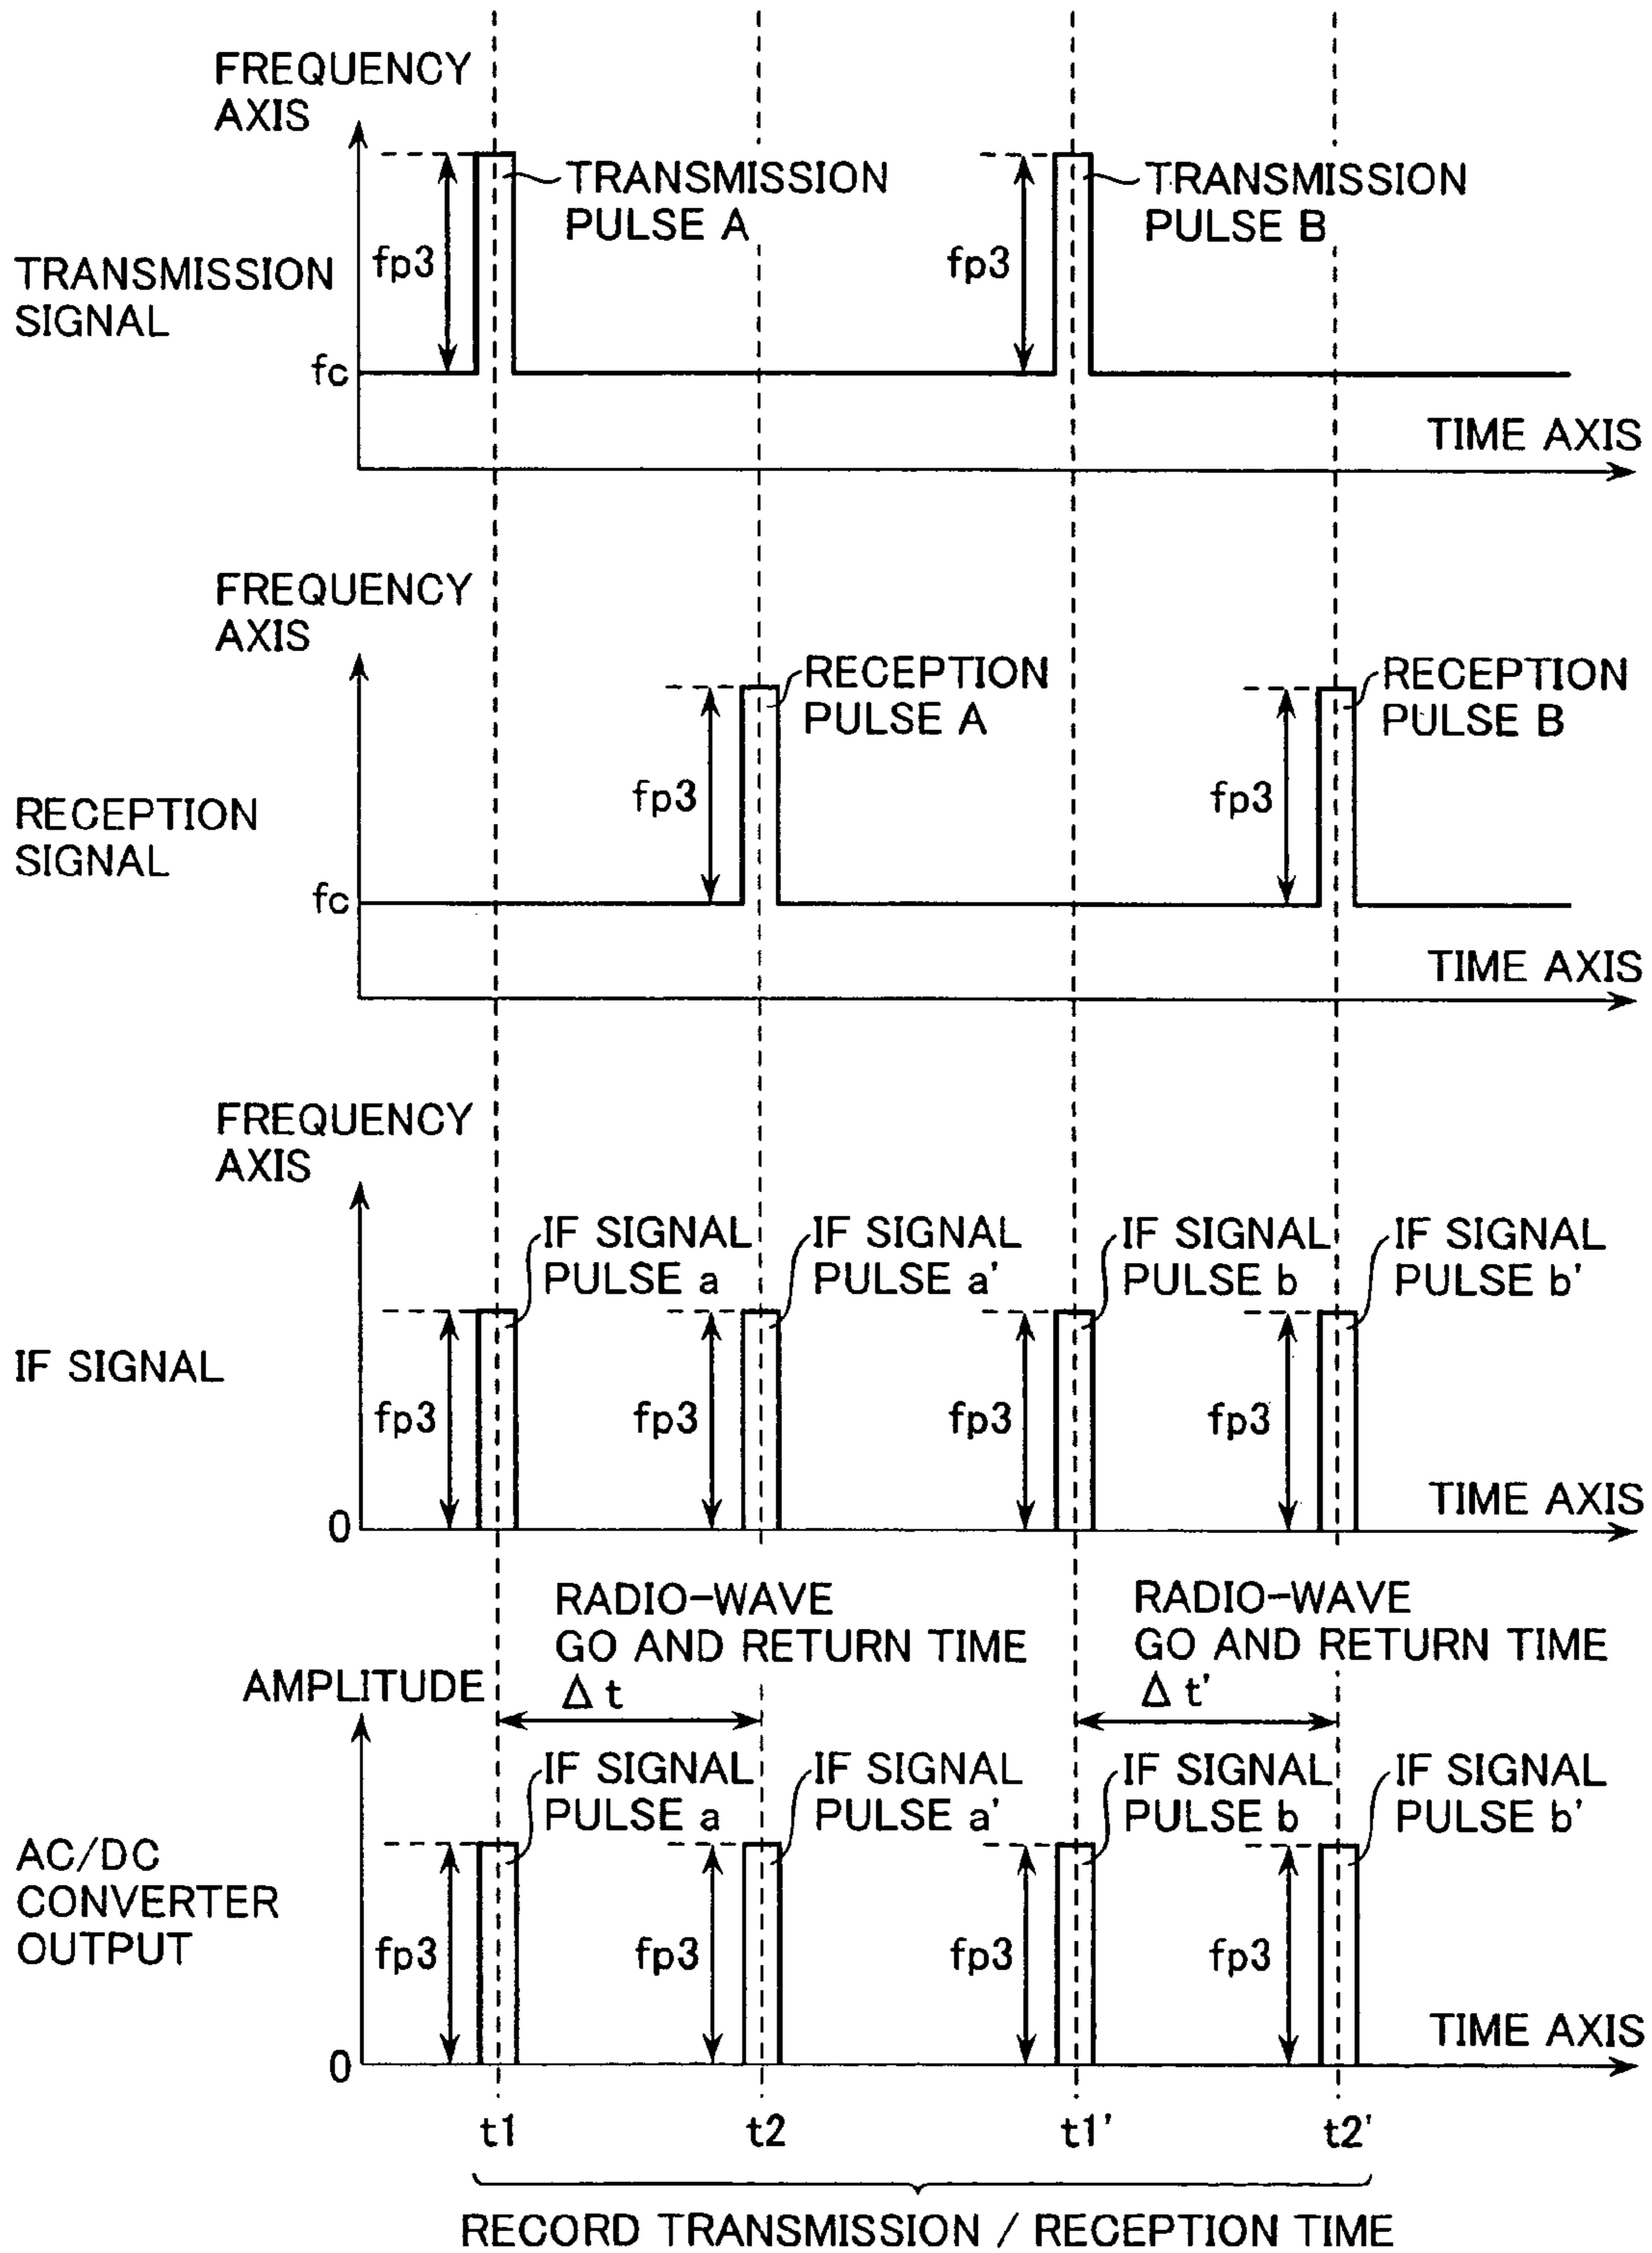 FREQUENCY
AXIS
TRANSMISSION
PULSE A
TRANSMISSION
PULSE B
fp3
fp3
TRANSMISSION
SIGNAL
fc
TIME AXIS
FREQUENCY
AXIS
RECEPTION
PULSE A
RECEPTION
PULSE B
fp3
fp3
RECEPTION
SIGNAL
fc
TIME AXIS
FREQUENCY
AXIS
IF SIGNAL
PULSE a
IF SIGNAL
PULSE a'
IF SIGNAL
PULSE b
IF SIGNAL
PULSE b'
IF SIGNAL
fp3
fp3
fp3
fp3
TIME AXIS
0
RADIO-WAVE
GO AND RETURN TIME
Δt
RADIO-WAVE
GO AND RETURN TIME
Δt'
AMPLITUDE
IF SIGNAL
PULSE a
IF SIGNAL
PULSE a'
IF SIGNAL
PULSE b
IF SIGNAL
PULSE b'
AC/DC
CONVERTER
OUTPUT
fp3
fp3
fp3
fp3
TIME AXIS
0
t1
t2
t1'
t2'
RECORD TRANSMISSION / RECEPTION TIME